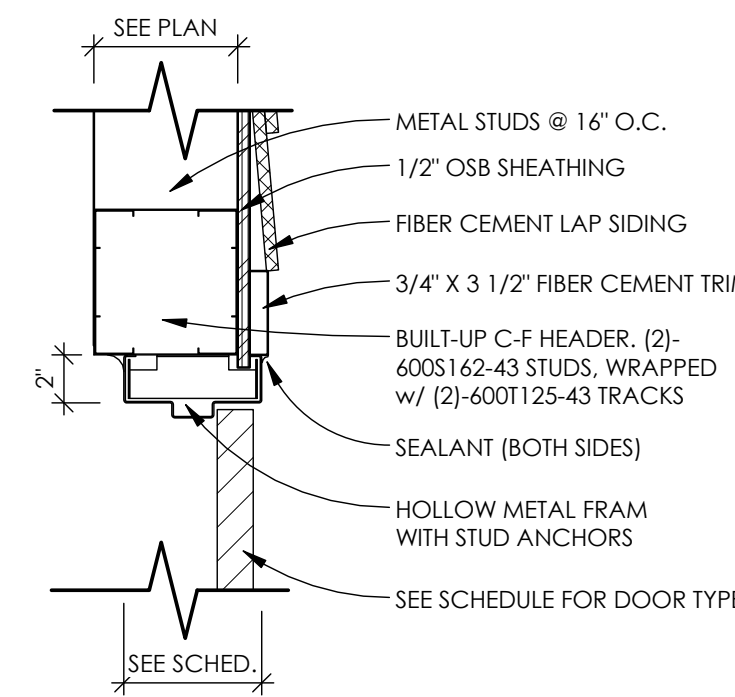 SEE PLAN
METAL STUDS @ 16" O.C.
1/2" OSB SHEATHING
FIBER CEMENT LAP SIDING
3/4" X 3 1/2" FIBER CEMENT TRIM
BUILT-UP C-F HEADER. (2)-
600S162-43 STUDS, WRAPPED
w/ (2)-600T125-43 TRACKS
2"
SEALANT (BOTH SIDES)
HOLLOW METAL FRAM
WITH STUD ANCHORS
SEE SCHEDULE FOR DOOR TYPE
SEE SCHED.